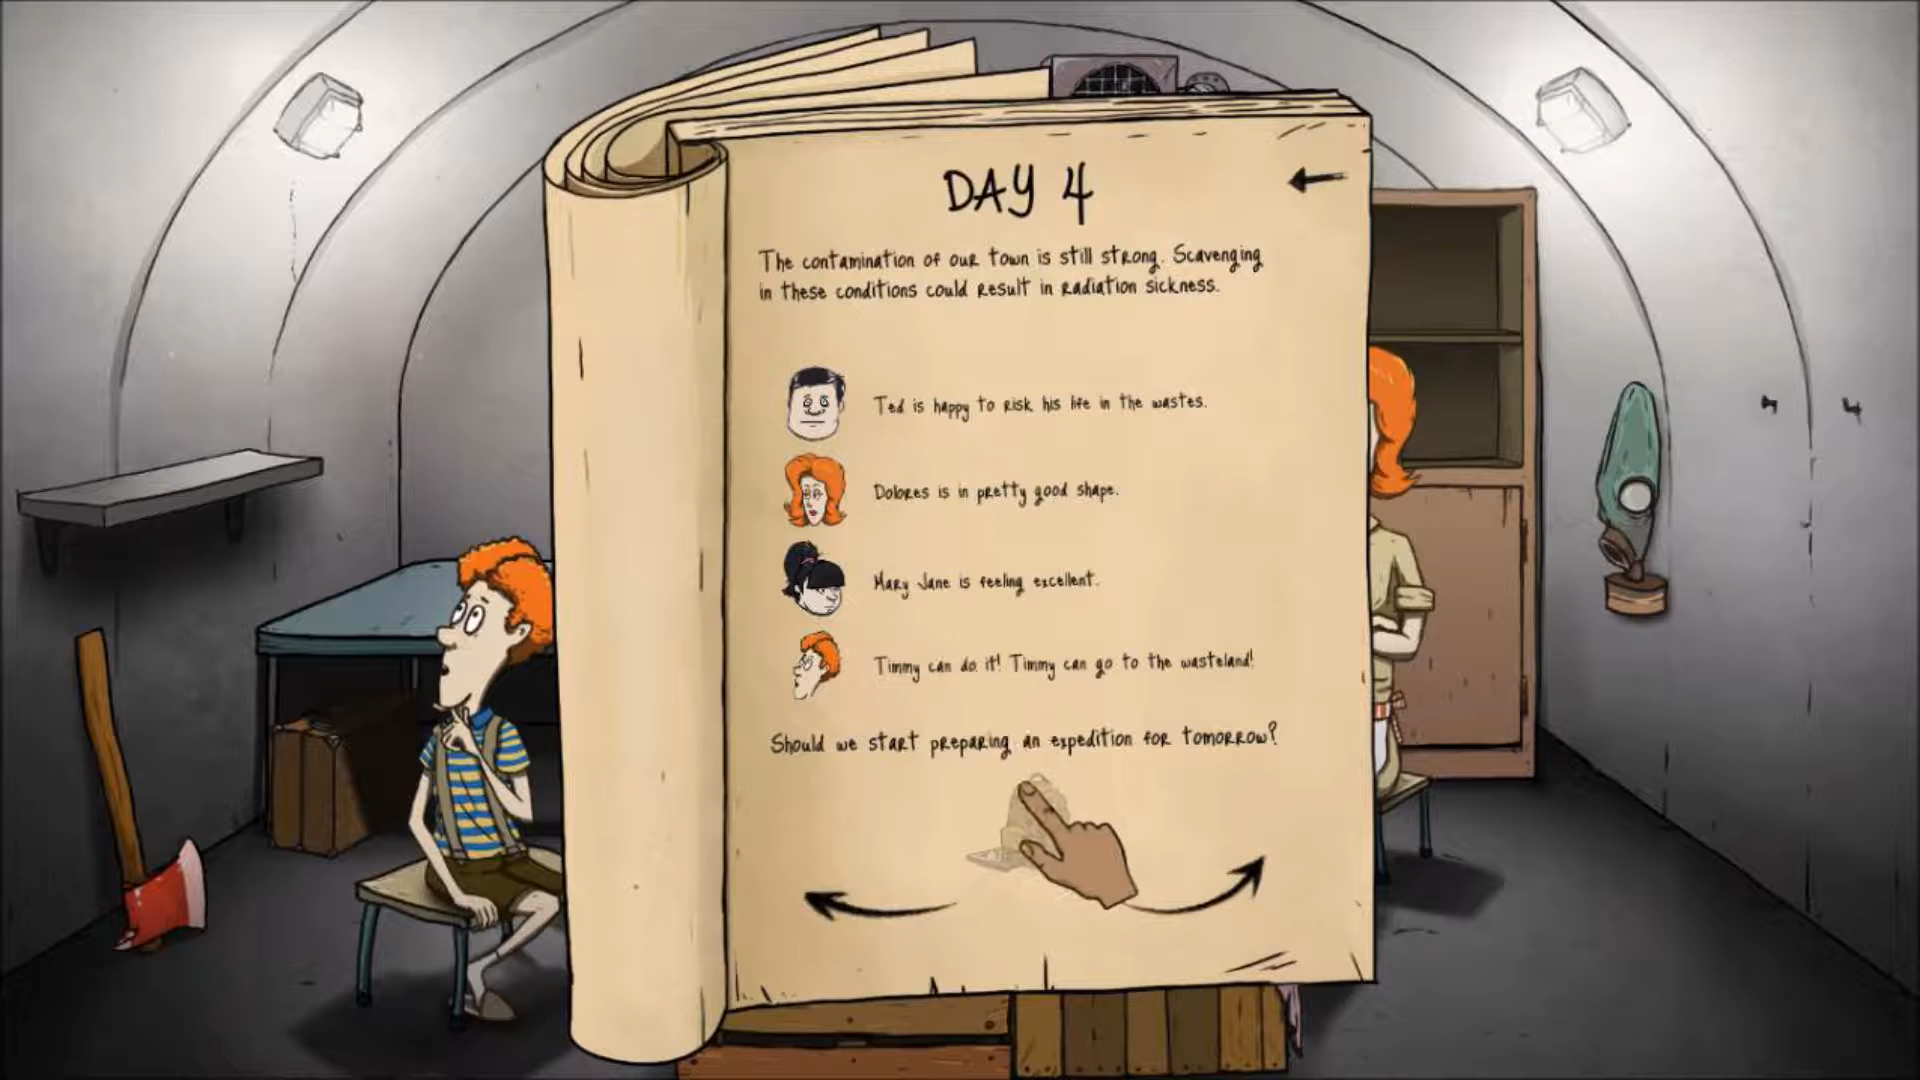 DAY 4
The contamination of our town is still strong. Scavenging
in these conditions could result in radiation sickness.
Ted is happy to risk his life in the wastes.
Dolores is in pretty good shape.
Mary Jane is feeling excellent.
Timmy can do it! Timmy can go to the wasteland!
Should we start preparing an expedition for tomorrow?